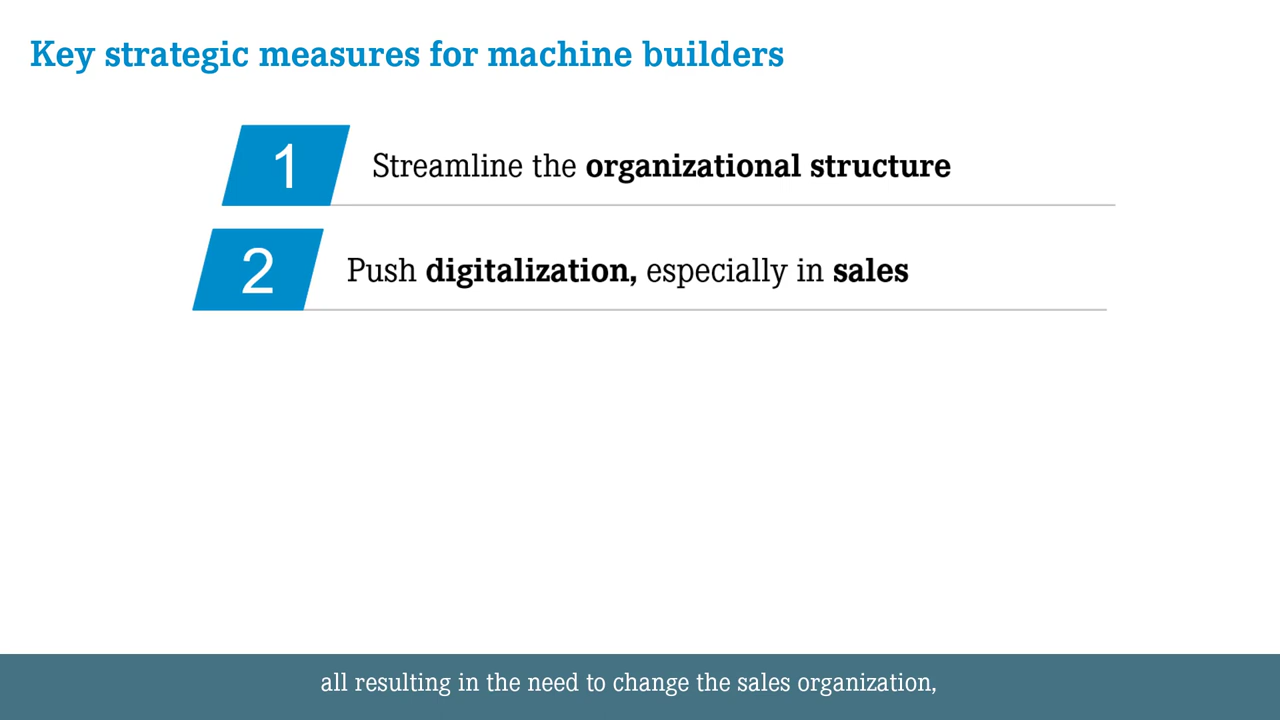 Key strategic measures for machine builders
1
Streamline the organizational structure
2
Push digitalization, especially in sales
all resulting in the need to change the sales organization,